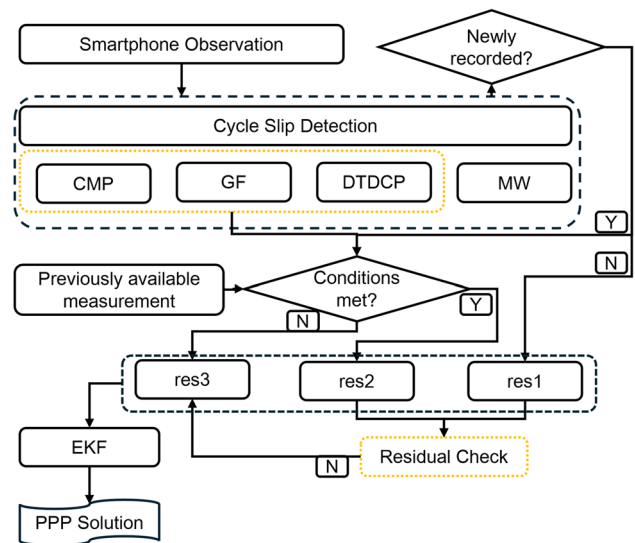 Smartphone Observation
Newly
recorded?
Cycle Slip Detection
CMP
GF
DTDCP
MW
Y
N
Previously available
measurement
Conditions
met?
Y
N
res3
res2
res1
EKF
Residual Check
N
PPP Solution